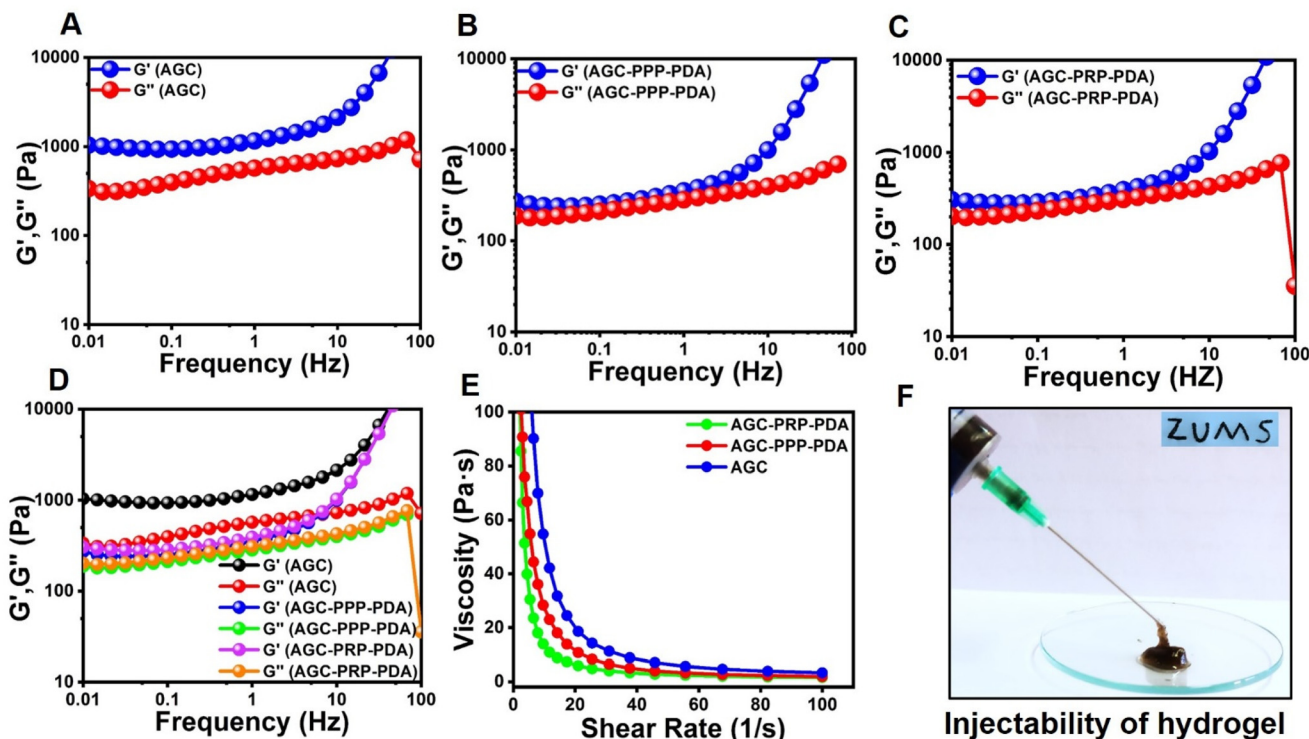 A
10000
1000
100
10
G',G" (Pa)
G' (AGC)
G'' (AGC)
0.01 0.1 1 10 100
Frequency (Hz)
B
10000
1000
100
10
G',G" (Pa)
G' (AGC-PPP-PDA)
G'' (AGC-PPP-PDA)
0.01 0.1 1 10 100
Frequency (Hz)
C
10000
1000
100
10
G',G" (Pa)
G' (AGC-PRP-PDA)
G'' (AGC-PRP-PDA)
0.01 0.1 1 10 100
Frequency (HZ)
D
10000
1000
100
10
G',G" (Pa)
G' (AGC)
G'' (AGC)
G' (AGC-PPP-PDA)
G'' (AGC-PPP-PDA)
G' (AGC-PRP-PDA)
G'' (AGC-PRP-PDA)
0.01 0.1 1 10 100
Frequency (Hz)
E
100
80
60
40
20
0
Viscosity (Pa·s)
AGC-PRP-PDA
AGC-PPP-PDA
AGC
0 20 40 60 80 100
Shear Rate (1/s)
F
ZUMS
Injectability of hydrogel